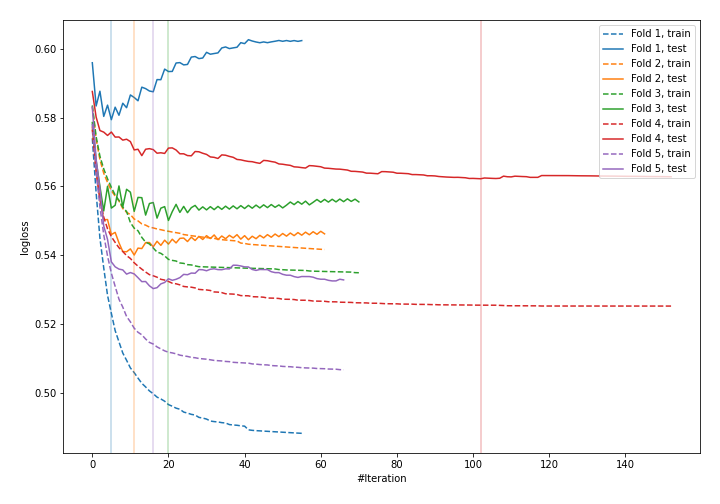 0.60
0.58
0.56
0.54
0.52
0.50
logloss
0
20
40
60
80
100
120
140
#Iteration
Fold 1, train
Fold 1, test
Fold 2, train
Fold 2, test
Fold 3, train
Fold 3, test
Fold 4, train
Fold 4, test
Fold 5, train
Fold 5, test